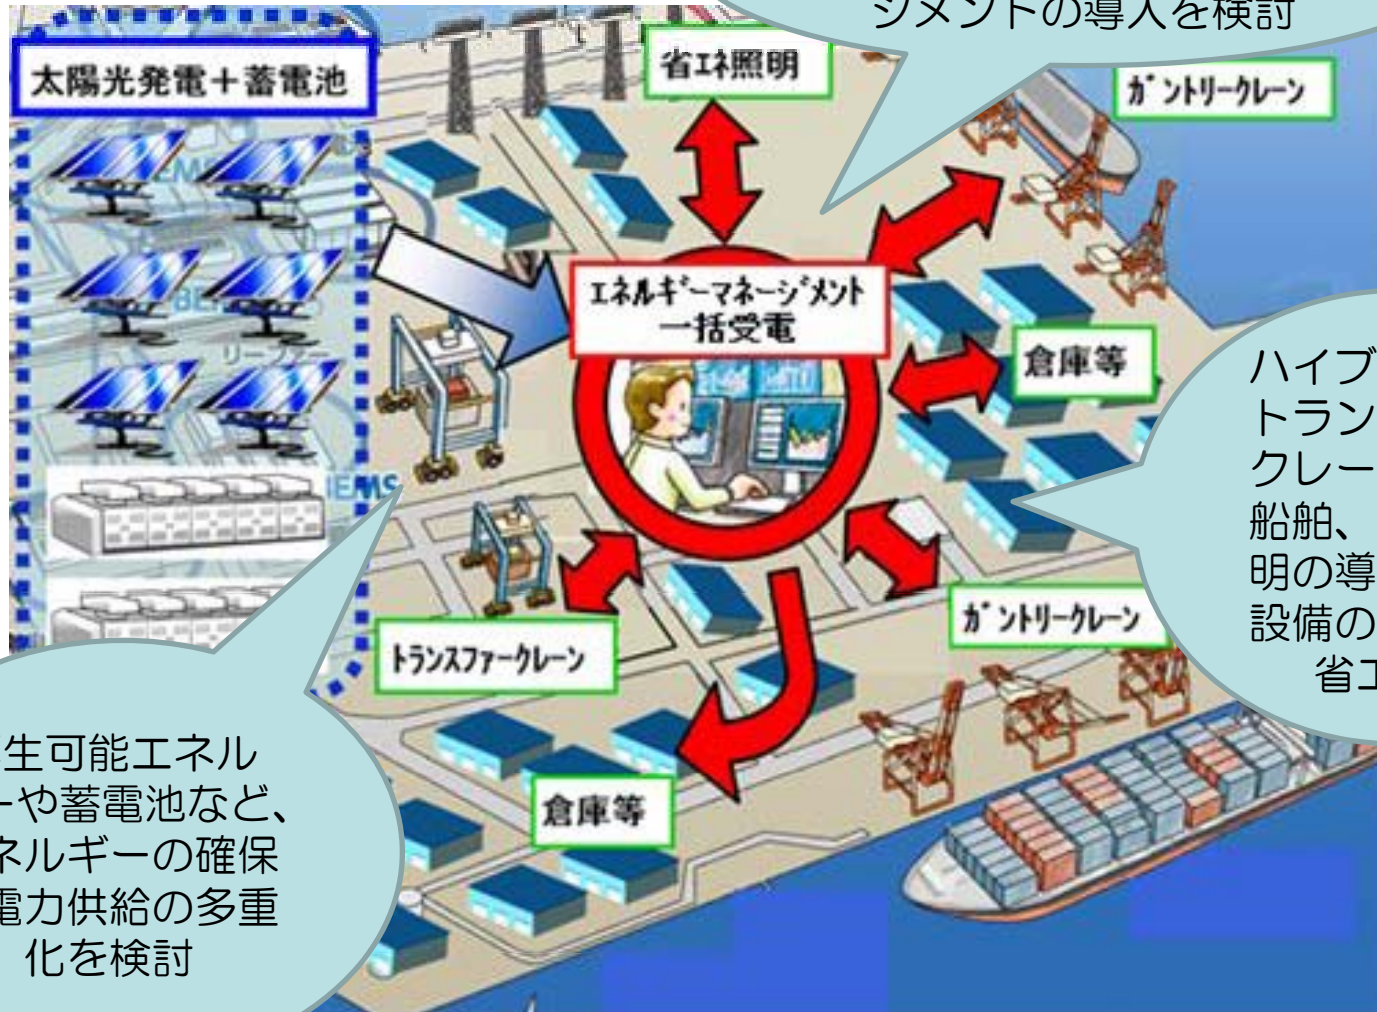 ジメントの導入を検討
省エネ照明
太陽光発電＋蓄電池
ガントリークレーン
エネルギーマネージメント
一括受電
倉庫等
リーファー
ハイブ
トラン
クレー
船舶、
明の導
設備の
省エ
トランスファークレーン
ガントリークレーン
倉庫等
生可能エネル
ーや蓄電池など、
ネルギーの確保
電力供給の多重
化を検討